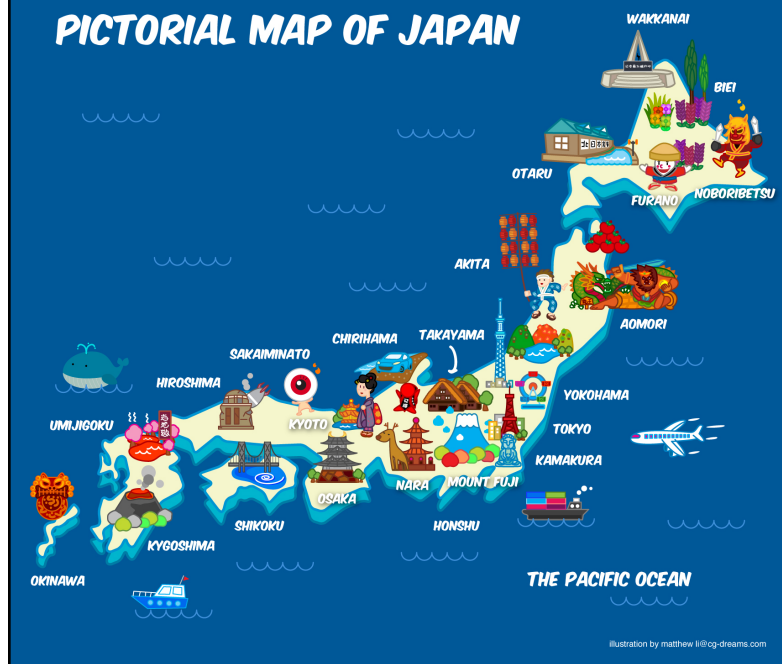 PICTORIAL MAP OF JAPAN
WAKKANAI
BIEI
OTARU
FURANO
NOBORIBETSU
AKITA
AOMORI
CHIRIHAMA
TAKAYAMA
SAKAIMINATO
HIROSHIMA
KYOTO
YOKOHAMA
UMIJIGOKU
TOKYO
KAMAKURA
OSAKA
NARA
MOUNT FUJI
SHIKOKU
HONSHU
KYGOSHIMA
OKINAWA
THE PACIFIC OCEAN
illustration by matthew li@cg-dreams.com